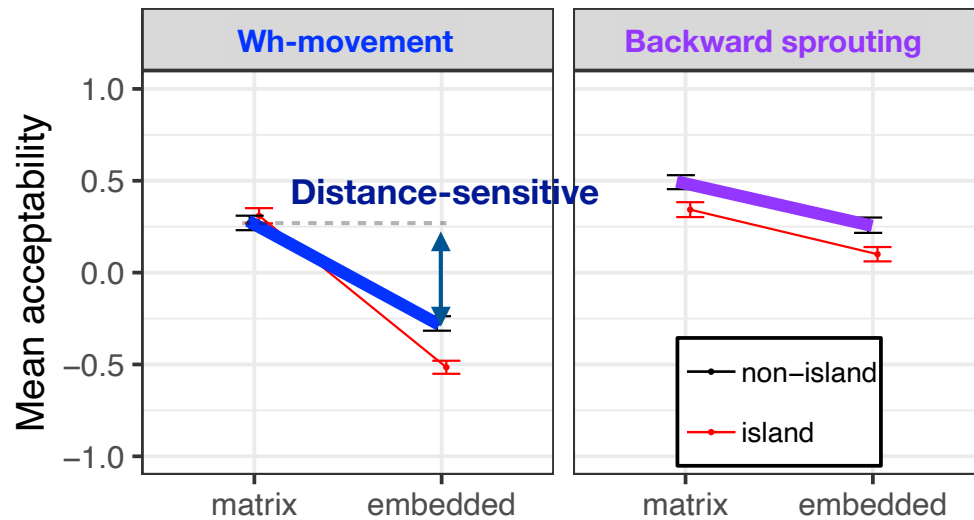 Wh-movement
Backward sprouting
Mean acceptability
1.0
0.5
0.0
−0.5
−1.0
Distance-sensitive
non−island
island
matrix
embedded
matrix
embedded